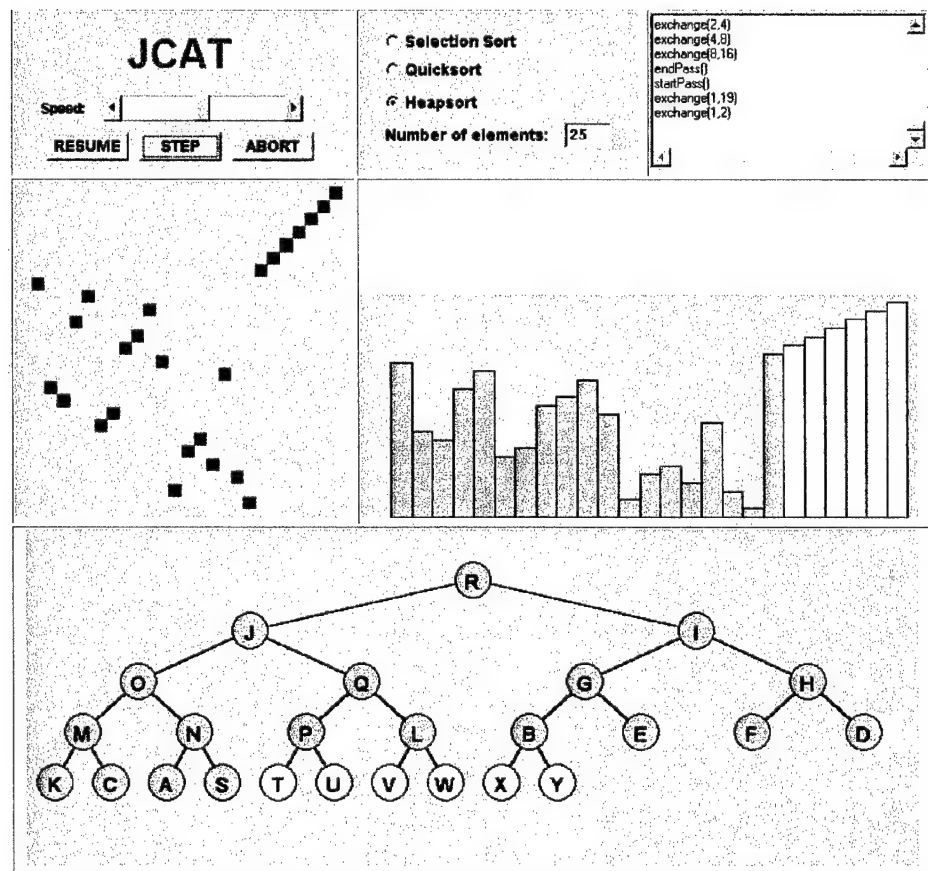 JCAT
Speed:
RESUME STEP ABORT
Selection Sort
Quicksort
Heapsort
Number of elements: 25
exchange(2,4)
exchange(4,8)
exchange(8,16)
endPass()
startPass()
exchange(1,19)
exchange(1,2)
R
J I
O Q G H
M N P L B E F D
K C A S T U V W X Y